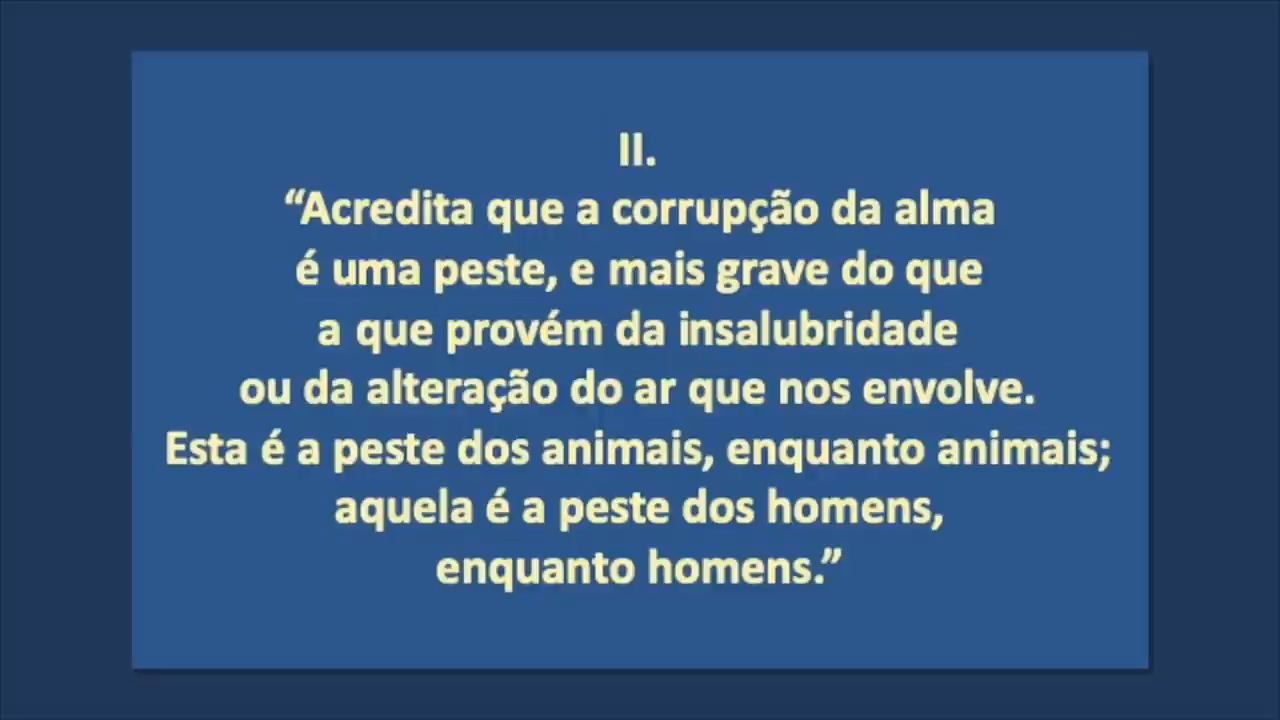 II.
“Acredita que a corrupção da alma
é uma peste, e mais grave do que
a que provém da insalubridade
ou da alteração do ar que nos envolve.
Esta é a peste dos animais, enquanto animais;
aquela é a peste dos homens,
enquanto homens.”